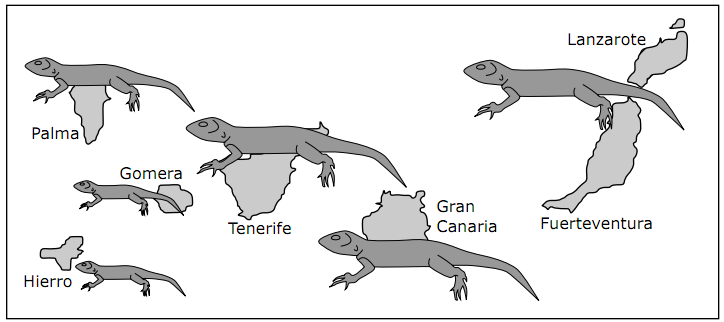 Lanzarote
Palma
Gomera
Gran
Canaria
Tenerife
Fuerteventura
Hierro